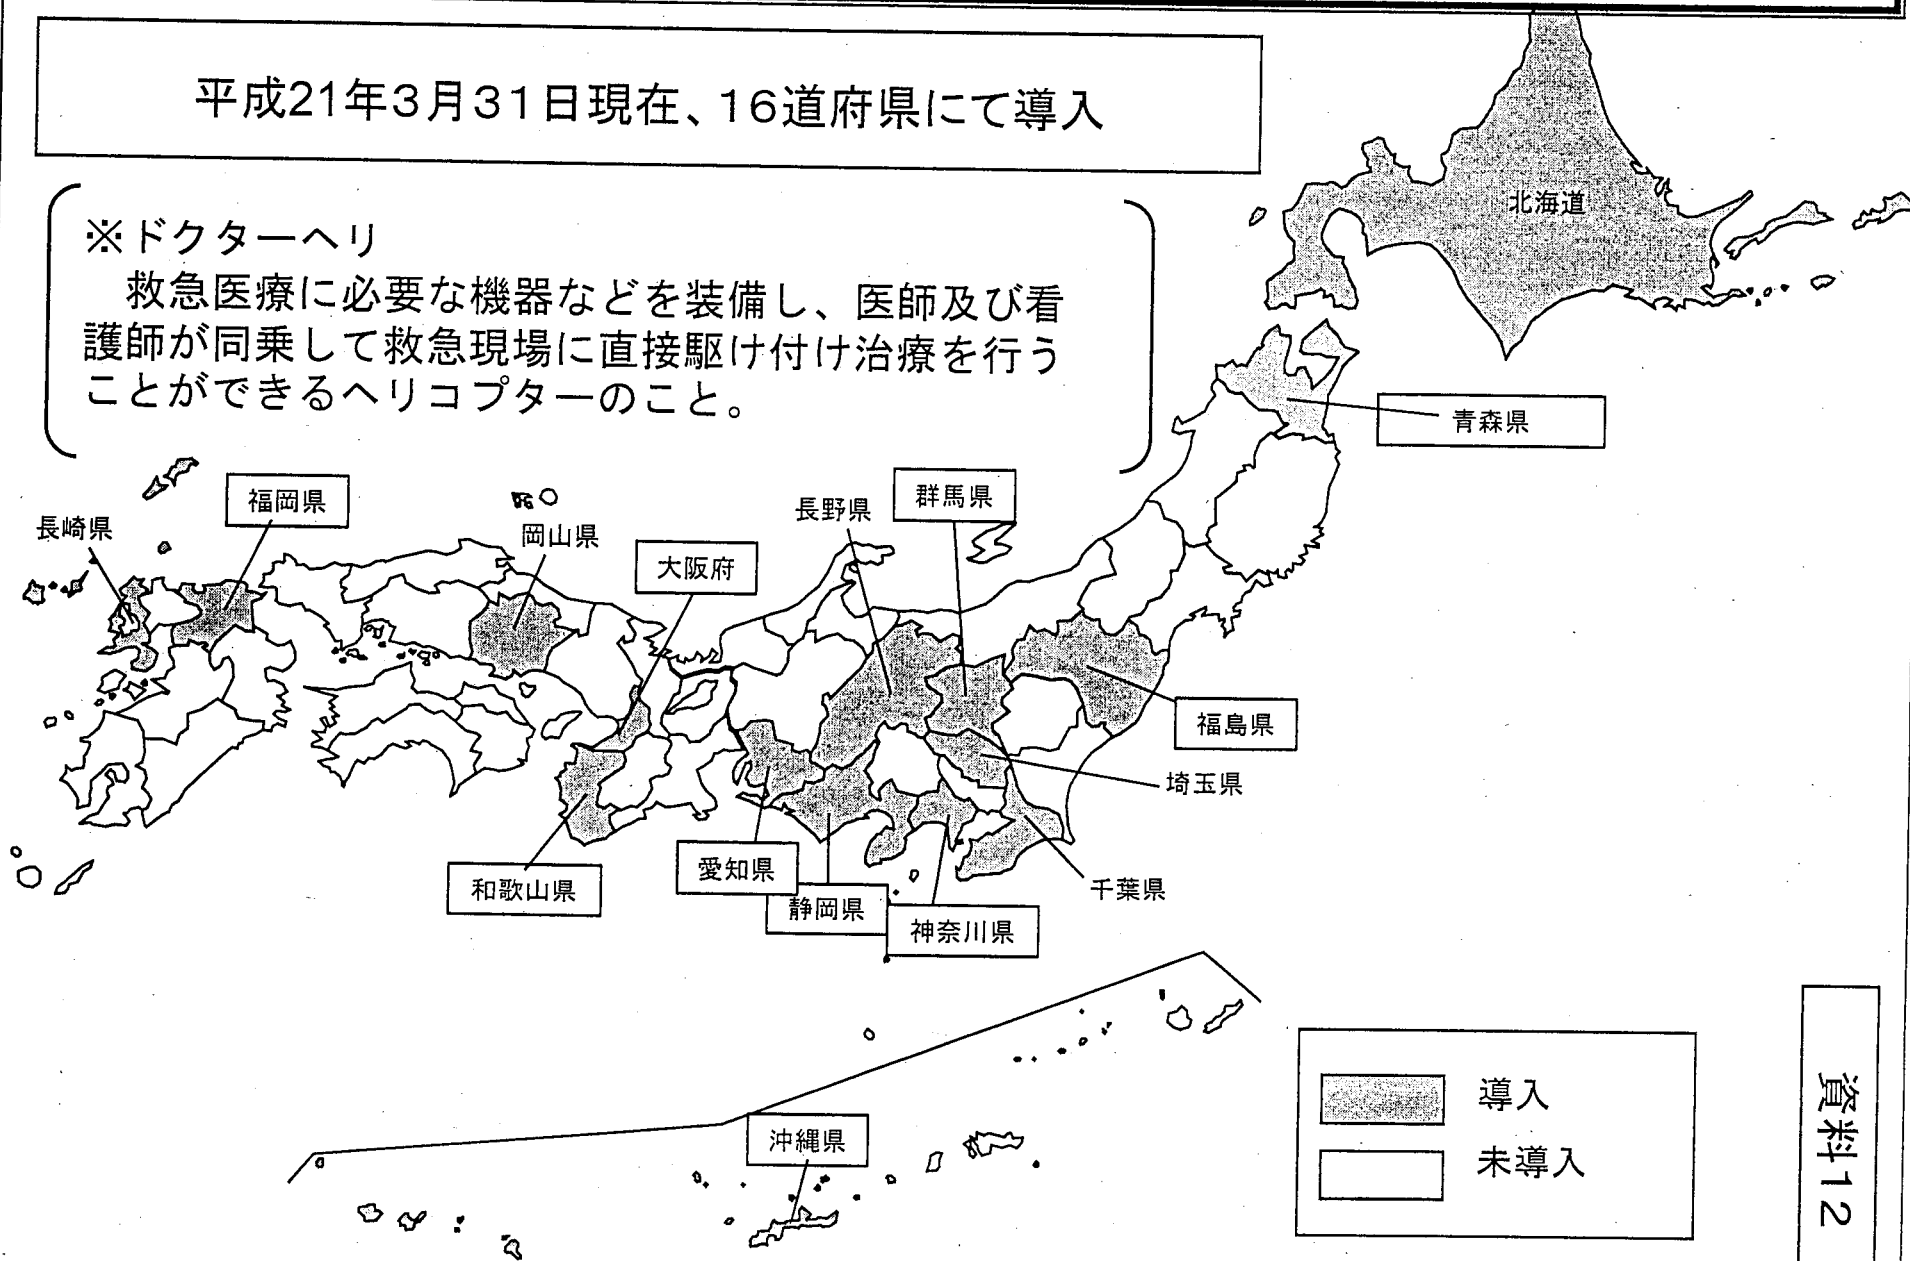 平成21年3月31日現在、16道府県にて導入
※ドクターヘリ
救急医療に必要な機器などを装備し、医師及び看
護師が同乗して救急現場に直接駆け付け治療を行う
ことができるヘリコプターのこと。
北海道
青森県
福岡県
長崎県
岡山県
大阪府
長野県
群馬県
福島県
埼玉県
千葉県
和歌山県
愛知県
静岡県
神奈川県
沖縄県
導入
未導入
資料12